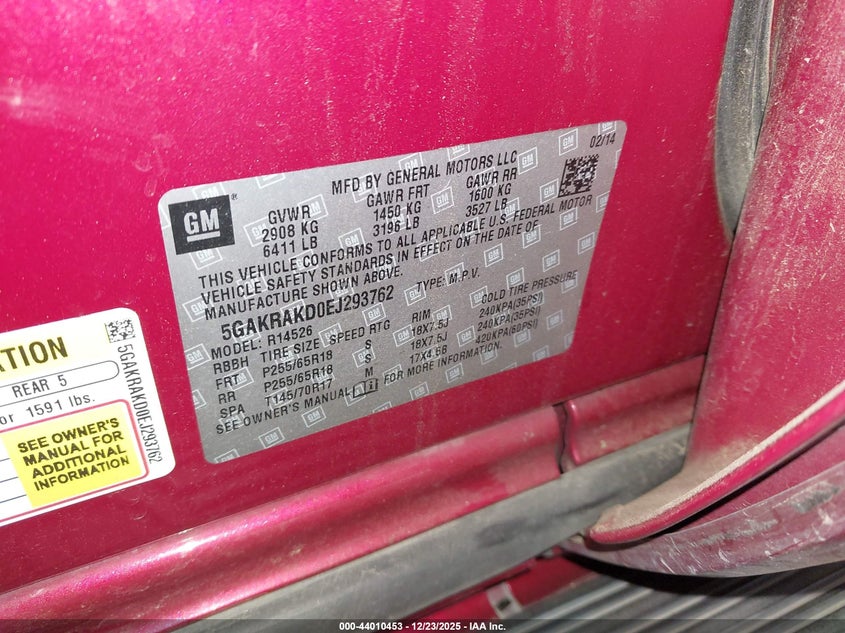 GM
®
MFD BY GENERAL MOTORS LLC
02/14
GVWR GAWR FRT GAWR RR
2908 KG 1450 KG 1600 KG
6411 LB 3196 LB 3527 LB
THIS VEHICLE CONFORMS TO ALL APPLICABLE U.S. FEDERAL MOTOR
VEHICLE SAFETY STANDARDS IN EFFECT ON THE DATE OF
MANUFACTURE SHOWN ABOVE.
5GAKRAKD0EJ293762 TYPE: M.P.V.
MODEL: R14526
RBBH TIRE SIZE SPEED RTG RIM COLD TIRE PRESSURE
FRT P255/65R18 S 18X7.5J 240KPA(35PSI)
RR P255/65R18 S 18X7.5J 240KPA(35PSI)
SPA T145/70R17 M 17X4.5B 420KPA(60PSI)
SEE OWNER'S MANUAL FOR MORE INFORMATION.
ATION
REAR 5
or 1591 lbs.
SEE OWNER'S
MANUAL FOR
ADDITIONAL
INFORMATION
5GAKRAKD0EJ293762
000-44010453 - 12/23/2025 - IAA Inc.